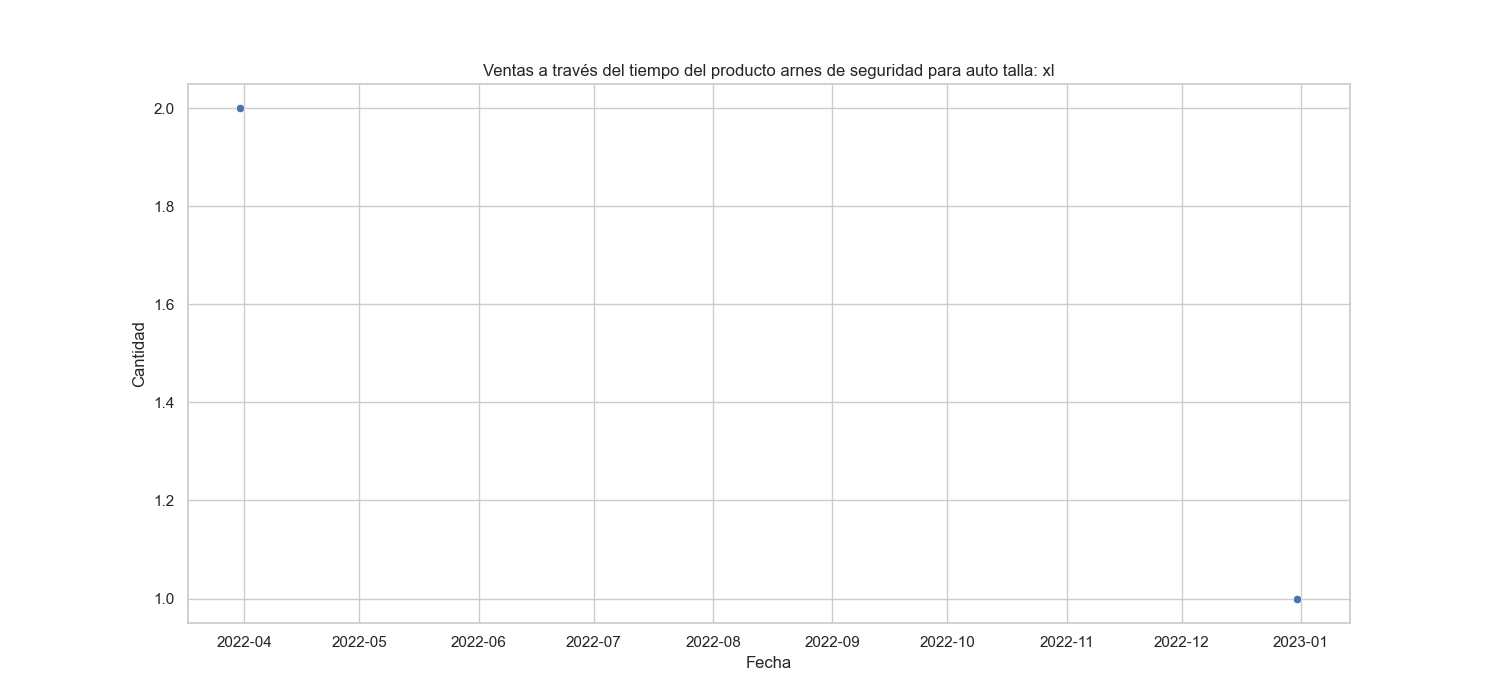 Ventas a través del tiempo del producto arnes de seguridad para auto talla: xl
2.0
1.8
1.6
1.4
1.2
1.0
Cantidad
2022-04 2022-05 2022-06 2022-07 2022-08 2022-09 2022-10 2022-11 2022-12 2023-01
Fecha